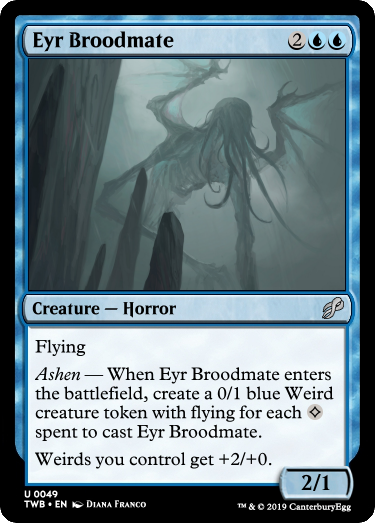 Eyr Broodmate 2
Creature — Horror
Flying
Ashen — When Eyr Broodmate enters
the battlefield, create a 0/1 blue Weird
creature token with flying for each
spent to cast Eyr Broodmate.
Weirds you control get +2/+0.
2/1
U 0049
TWB • EN Diana Franco
™ & © 2019 CanterburyEgg